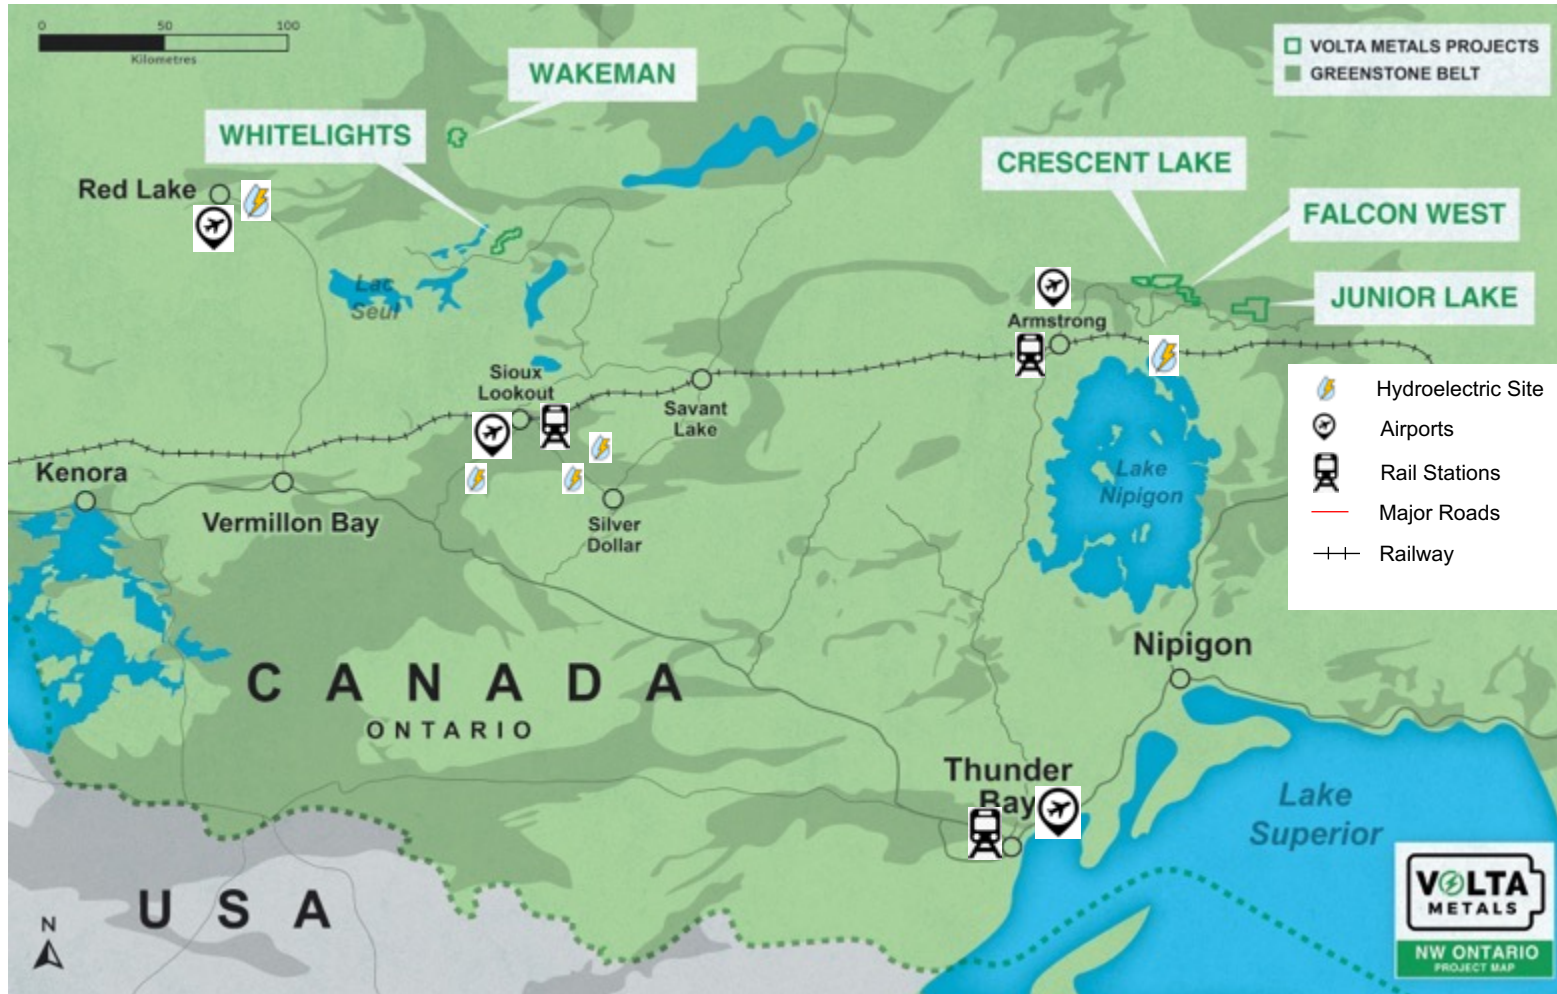 0 50 100
Kilometres
WAKEMAN
VOLTA METALS PROJECTS
GREENSTONE BELT
WHITELIGHTS
CRESCENT LAKE
Red Lake
FALCON WEST
Lac
Seul
JUNIOR LAKE
Armstrong
Sioux
Lookout
Savant
Lake
Hydroelectric Site
Airports
Rail Stations
Major Roads
Railway
Kenora
Vermillon Bay
Silver
Dollar
Lake
Nipigon
Nipigon
CANADA
ONTARIO
Thunder
Bay
Lake
Superior
USA
N
VOLTA
METALS
NW ONTARIO
PROJECT MAP